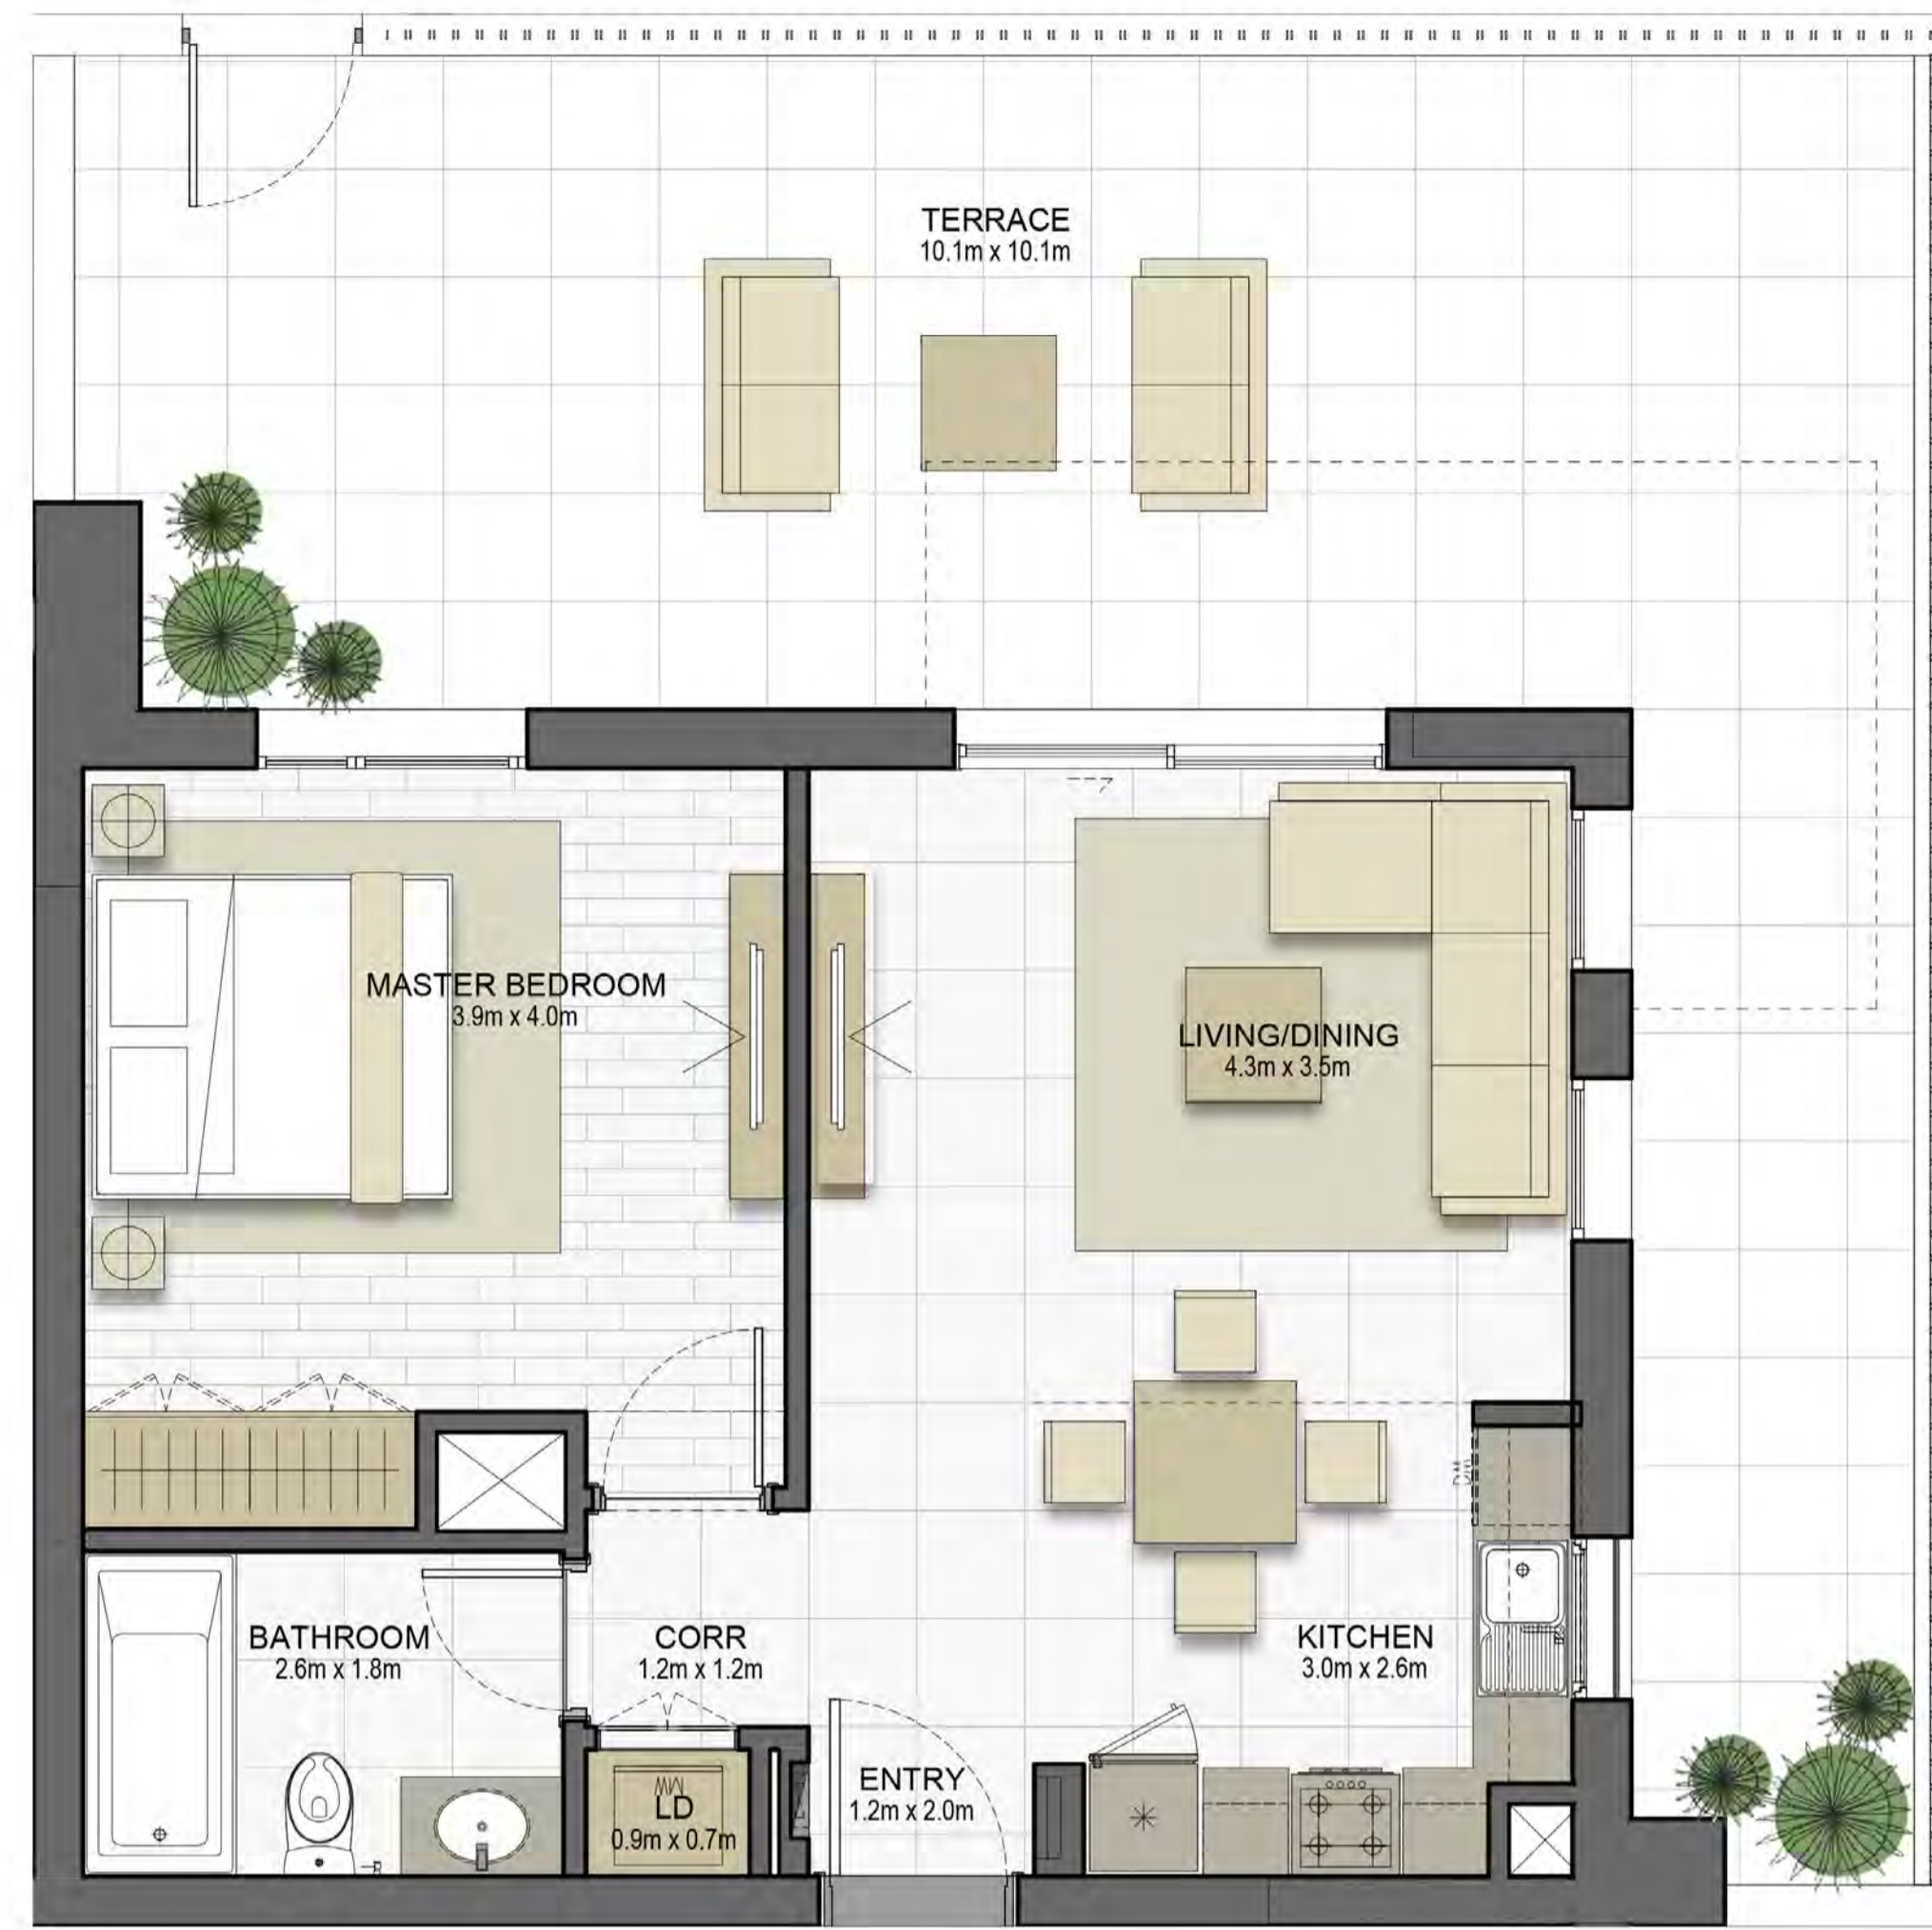 TERRACE
10.1m x 10.1m
MASTER BEDROOM
3.9m x 4.0m
LIVING/DINING
4.3m x 3.5m
BATHROOM
2.6m x 1.8m
CORR
1.2m x 1.2m
KITCHEN
3.0m x 2.6m
ENTRY
1.2m x 2.0m
WM
LD
0.9m x 0.7m